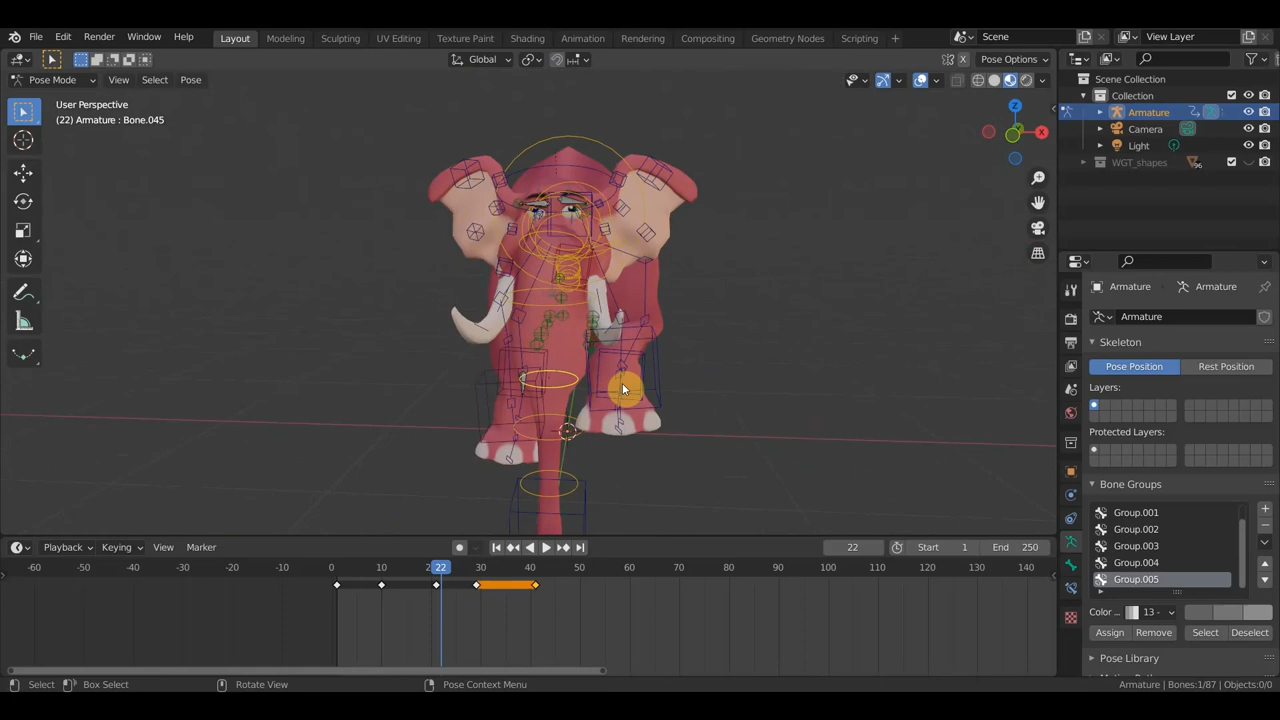 File Edit Render Window Help Layout Modeling Sculpting UV Editing Texture Paint Shading Animation Rendering Compositing Geometry Nodes Scripting + Scene View Layer
Global Pose Options
Pose Mode View Select Pose
User Perspective
(22) Armature : Bone.045
Z
X
Scene Collection
Collection
Armature
Camera
Light
WGT_shapes 96
Armature Armature
Armature
Skeleton
Pose Position Rest Position
Layers:
Protected Layers:
Bone Groups
Group.001
Group.002
Group.003
Group.004
Group.005
Color ... 13 -
Assign Remove Select Deselect
Pose Library
Playback Keying View Marker 22 Start 1 End 250
-60 -50 -40 -30 -20 -10 0 10 22 30 40 50 60 70 80 90 100 110 120 130 140
Select Box Select Rotate View Pose Context Menu Armature | Bones:1/87 | Objects:0/0